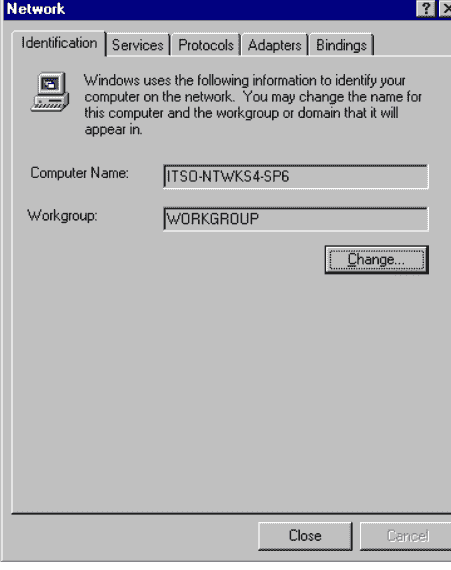 Network
Identification Services Protocols Adapters Bindings
Windows uses the following information to identify your
computer on the network. You may change the name for
this computer and the workgroup or domain that it will
appear in.
Computer Name: ITSO-NTWKS4-SP6
Workgroup: WORKGROUP
Change...
Close Cancel